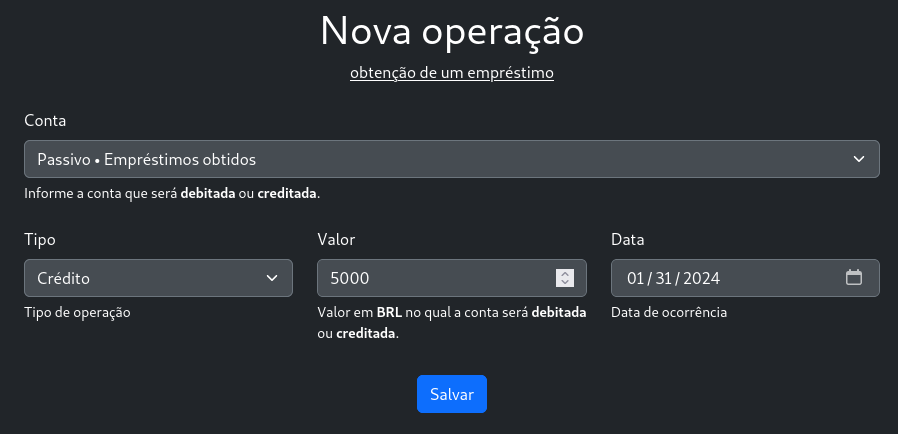 Nova operação
obtenção de um empréstimo
Conta
Passivo • Empréstimos obtidos
Informe a conta que será debitada ou creditada.
Tipo
Crédito
Tipo de operação
Valor
5000
Valor em BRL no qual a conta será debitada
ou creditada.
Data
01 / 31 / 2024
Data de ocorrência
Salvar